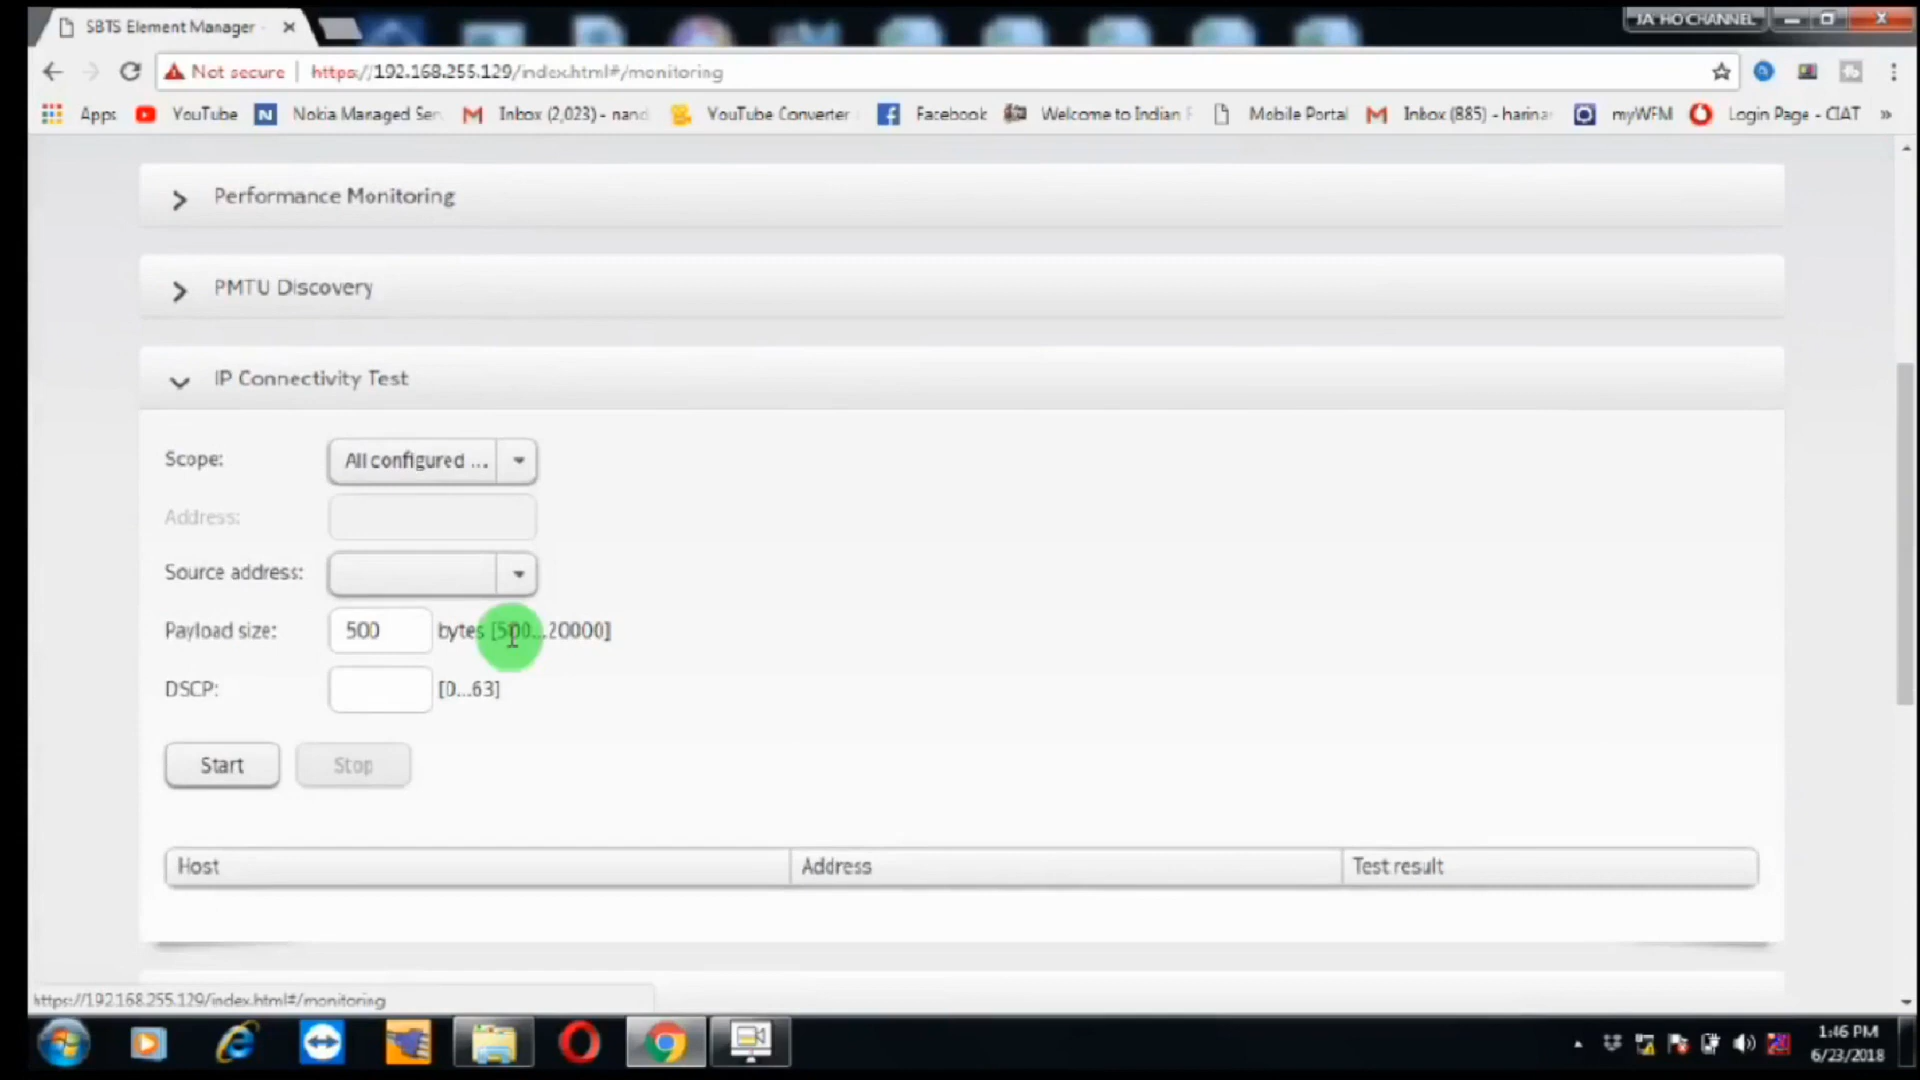 SBTS Element Manager -
JA HO CHANNEL
Not secure https://192.168.255.129/index.html#/monitoring
Apps YouTube Nokia Managed Ser Inbox (2,023) - nand YouTube Converter Facebook Welcome to Indian Mobile Portal Inbox (885) - harinar myWFM Login Page - CIAT »
Performance Monitoring
PMTU Discovery
IP Connectivity Test
Scope: All configured ...
Address:
Source address:
Payload size: 500 bytes [500...20000]
DSCP: [0...63]
Start Stop
Host Address Test result
https://192.168.255.129/index.html#/monitoring
1:46 PM
6/23/2018